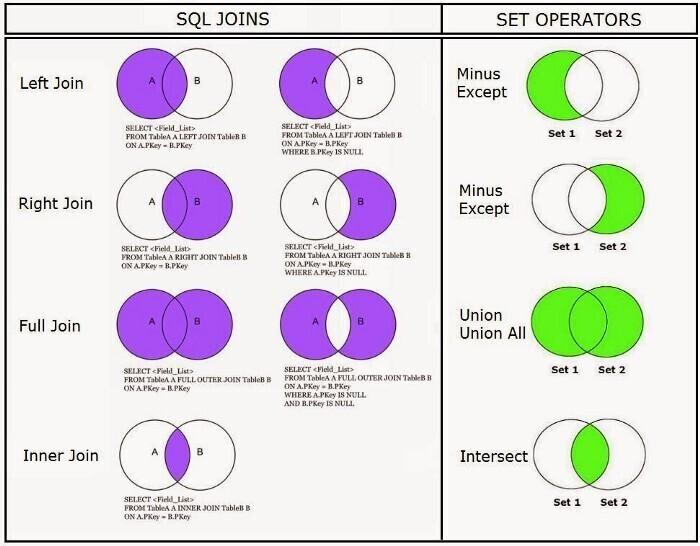 SQL JOINS
SET OPERATORS
Left Join
A
B
SELECT <Field_List>
FROM TableA A LEFT JOIN TableB B
ON A.PKey = B.PKey
A
B
SELECT <Field_List>
FROM TableA A LEFT JOIN TableB B
ON A.PKey = B.PKey
WHERE B.PKey IS NULL
Minus
Except
Set 1
Set 2
Right Join
A
B
SELECT <Field_List>
FROM TableA A RIGHT JOIN TableB B
ON A.PKey = B.PKey
A
B
SELECT <Field_List>
FROM TableA A RIGHT JOIN TableB B
ON A.PKey = B.PKey
WHERE A.PKey IS NULL
Minus
Except
Set 1
Set 2
Full Join
A
B
SELECT <Field_List>
FROM TableA A FULL OUTER JOIN TableB B
ON A.PKey = B.PKey
A
B
SELECT <Field_List>
FROM TableA A FULL OUTER JOIN TableB B
ON A.PKey = B.PKey
WHERE A.PKey IS NULL
AND B.PKey IS NULL
Union
Union All
Set 1
Set 2
Inner Join
A
B
SELECT <Field_List>
FROM TableA A INNER JOIN TableB B
ON A.PKey = B.PKey
Intersect
Set 1
Set 2